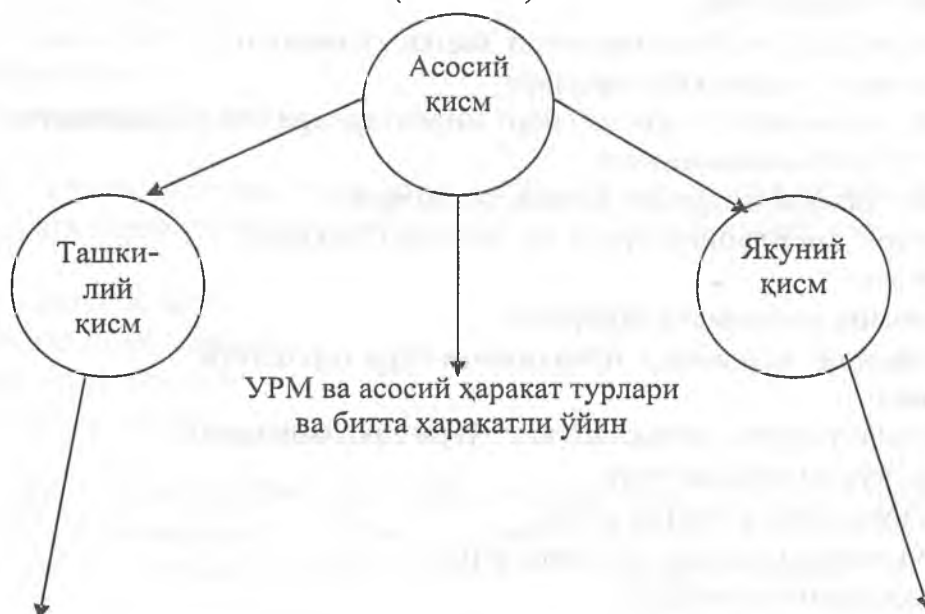 Асосий
қисм
Ташки-
лий
қисм
Якуний
қисм
УРМ ва асосий ҳаракат турлари
ва битта ҳаракатли ўйин